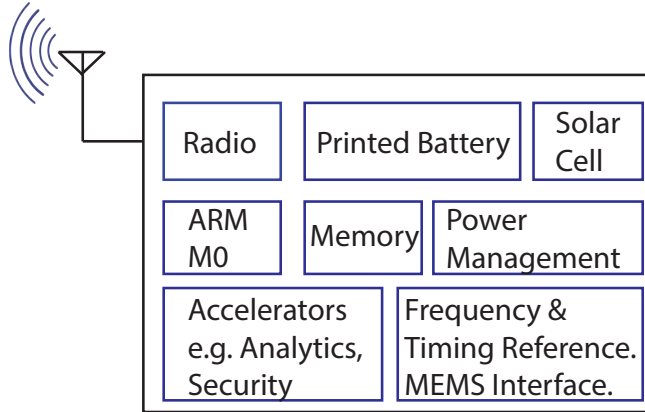 Radio
Printed Battery
Solar
Cell
ARM
M0
Memory
Power
Management
Accelerators
e.g. Analytics,
Security
Frequency &
Timing Reference.
MEMS Interface.